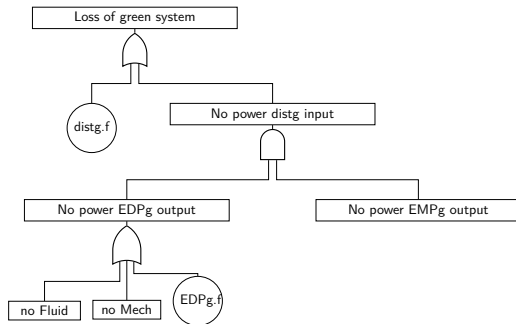 Loss of green system
distg.f
No power distg input
No power EDPg output
No power EMPg output
no Fluid
no Mech
EDPg.f